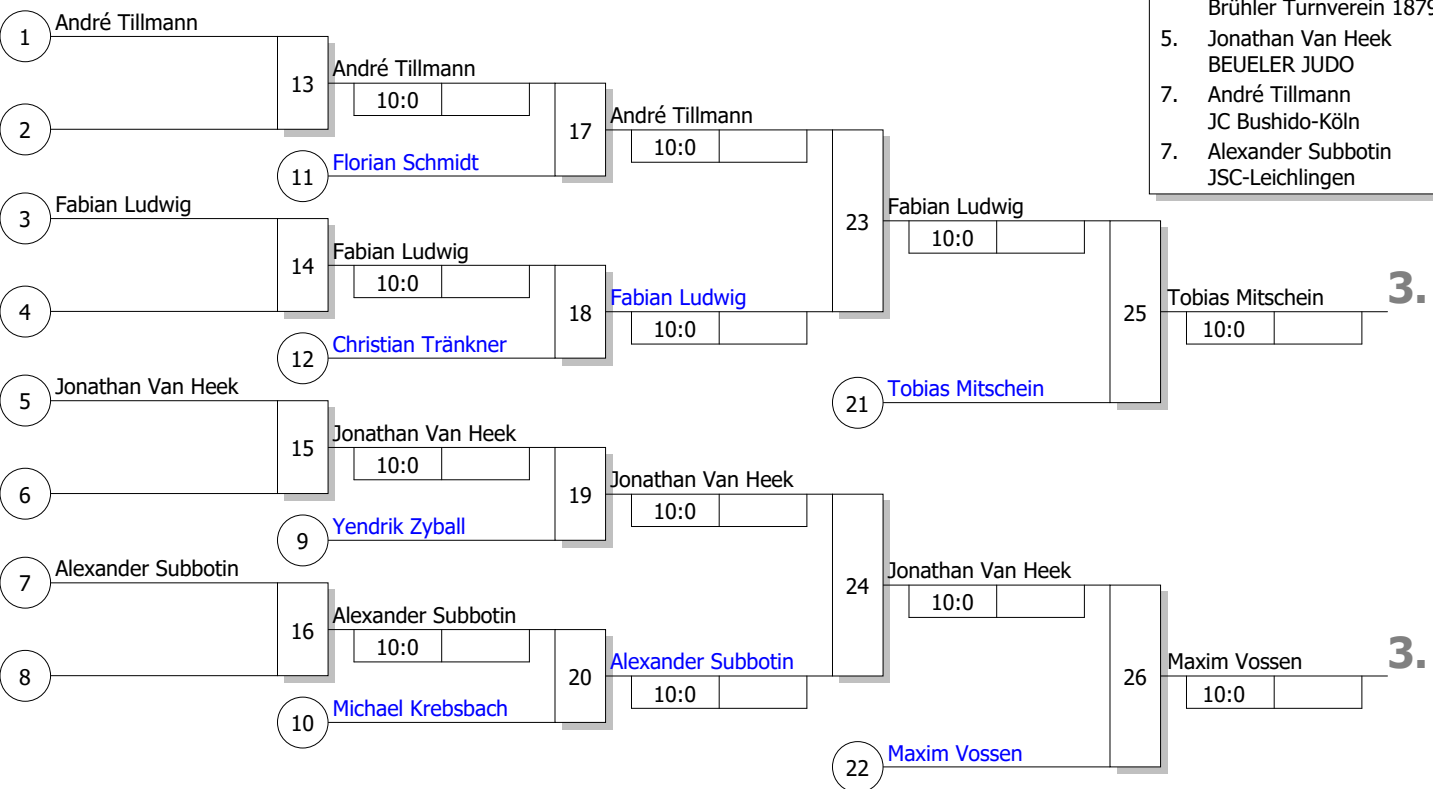 Brühler Turnverein 1879
5. Jonathan Van Heek
BEUELER JUDO
7. André Tillmann
JC Bushido-Köln
7. Alexander Subbotin
JSC-Leichlingen
1 André Tillmann
13
André Tillmann
10:0
2
17
André Tillmann
10:0
11 Florian Schmidt
3 Fabian Ludwig
23
Fabian Ludwig
10:0
14
Fabian Ludwig
10:0
4
18
Fabian Ludwig
10:0
12 Christian Tränkner
25
Tobias Mitschein
10:0
3.
21 Tobias Mitschein
5 Jonathan Van Heek
15
Jonathan Van Heek
10:0
6
19
Jonathan Van Heek
10:0
9 Yendrik Zyball
7 Alexander Subbotin
24
Jonathan Van Heek
10:0
16
Alexander Subbotin
10:0
8
20
Alexander Subbotin
10:0
10 Michael Krebsbach
26
Maxim Vossen
10:0
3.
22 Maxim Vossen